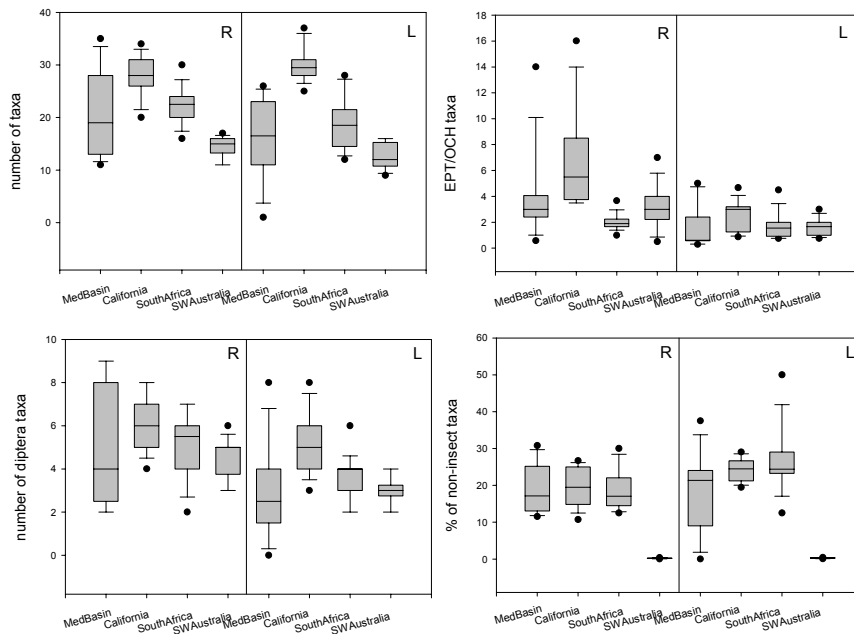 R
L
40
30
20
10
0
number of taxa
MedBasin
California
SouthAfrica
SWAustralia
MedBasin
California
SouthAfrica
SWAustralia
R
L
18
16
14
12
10
8
6
4
2
0
EPT/OCH taxa
MedBasin
California
SouthAfrica
SWAustralia
MedBasin
California
SouthAfrica
SWAustralia
R
L
10
8
6
4
2
0
number of diptera taxa
MedBasin
California
SouthAfrica
SWAustralia
MedBasin
California
SouthAfrica
SWAustralia
R
L
60
50
40
30
20
10
0
% of non-insect taxa
MedBasin
California
SouthAfrica
SWAustralia
MedBasin
California
SouthAfrica
SWAustralia